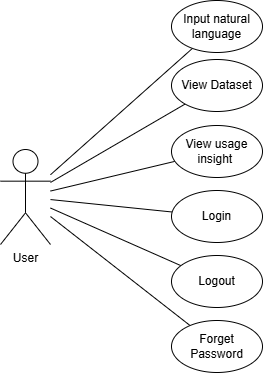 Input natural
language
View Dataset
View usage
insight
Login
User
Logout
Forget
Password